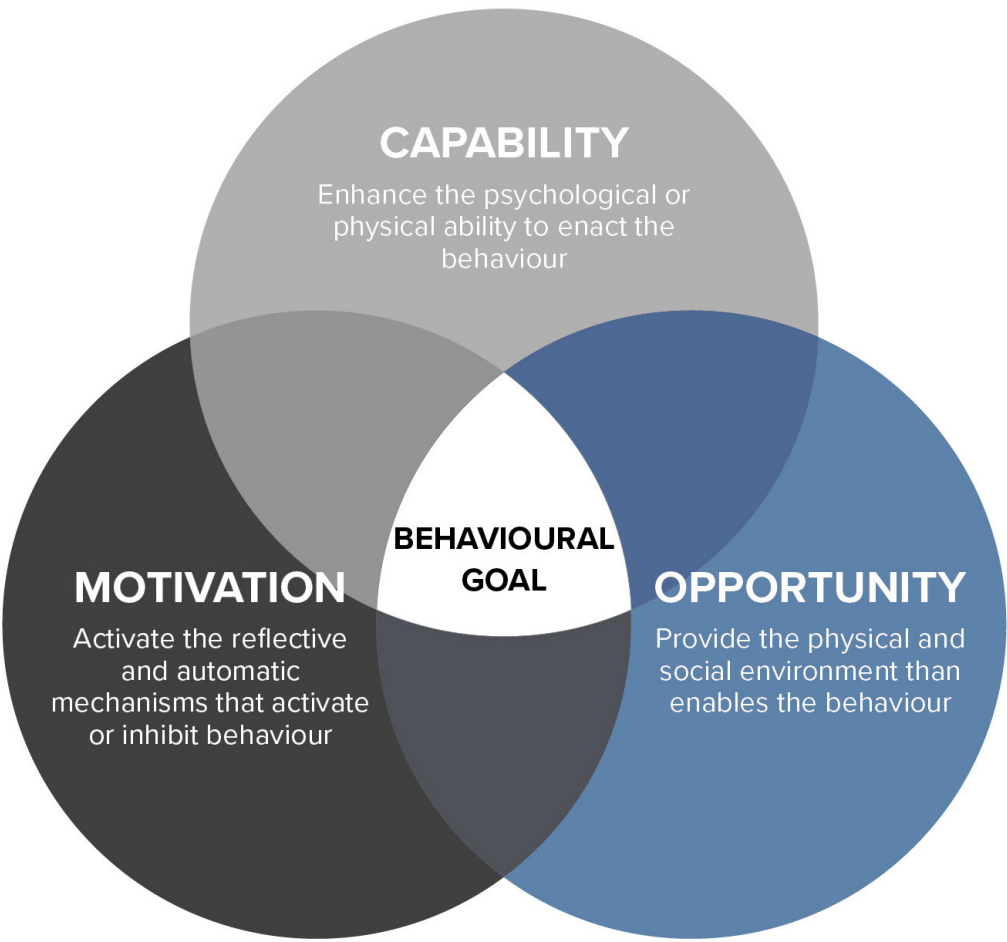 CAPABILITY
Enhance the psychological or
physical ability to enact the
behaviour
BEHAVIOURAL
GOAL
MOTIVATION
Activate the reflective
and automatic
mechanisms that activate
or inhibit behaviour
OPPORTUNITY
Provide the physical and
social environment than
enables the behaviour